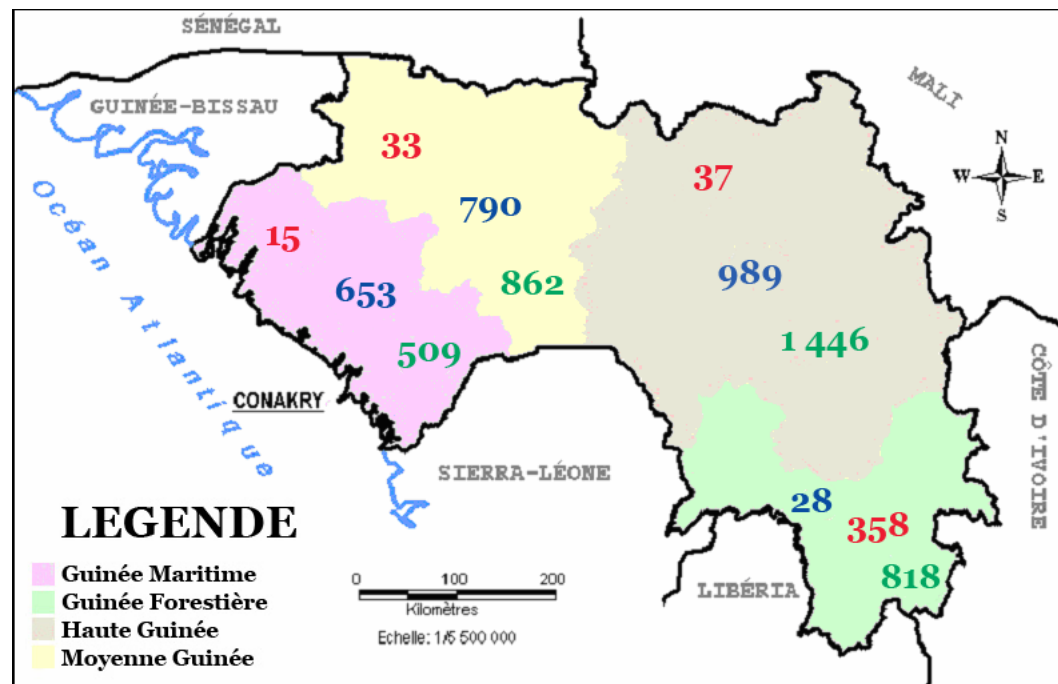 SÉNÉGAL
MALI
GUINÉE-BISSAU
N
W E
S
33
37
790
15
989
862
653
1 446
509
Océan Atlantique
CONAKRY
CÔTE D'IVOIRE
SIERRA-LÉONE
28
358
818
LIBÉRIA
LEGENDE
Guinée Maritime
Guinée Forestière
Haute Guinée
Moyenne Guinée
0 100 200
Kilomètres
Echelle: 1/5 500 000